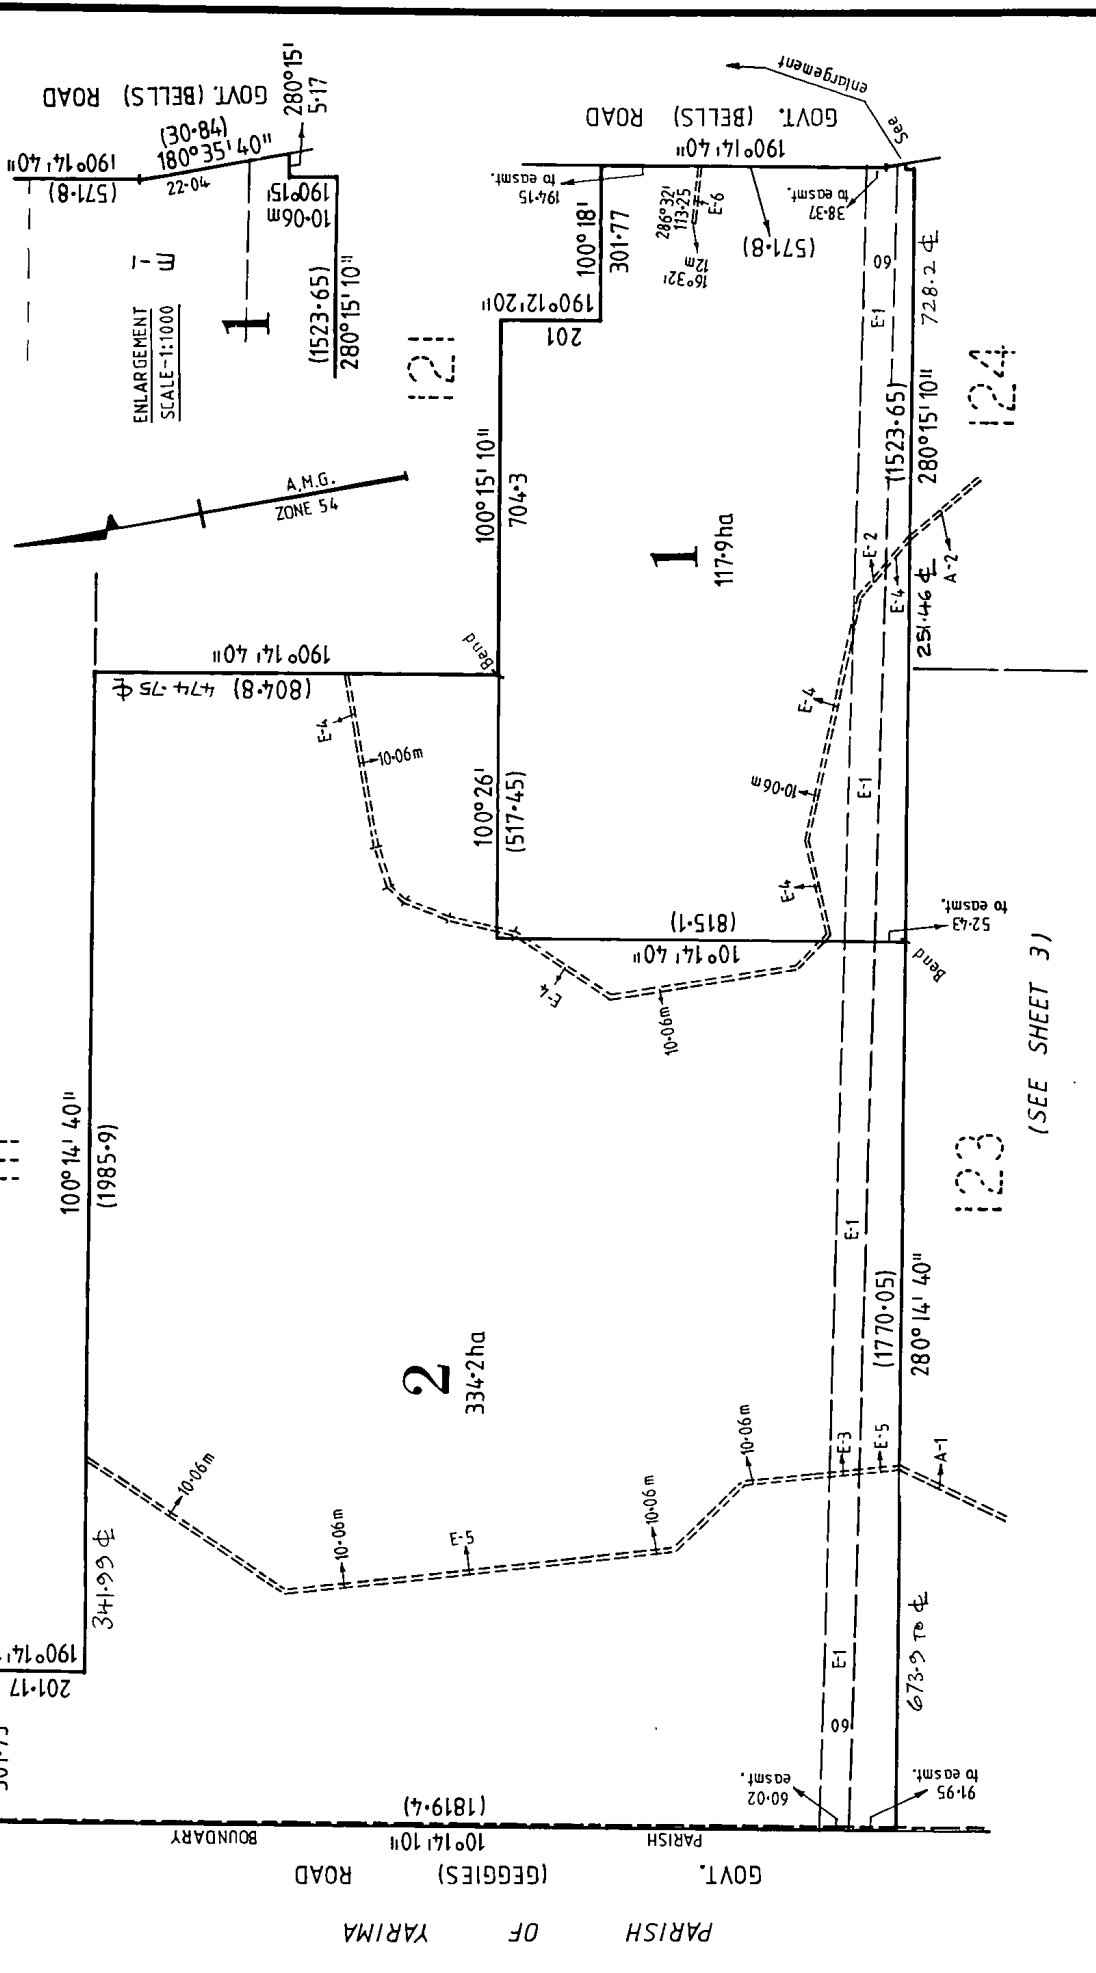 GOVT. (BELLS) ROAD
280°15'
5·17
(30·84)
180°35'40"
22·04
190°14'40"
(571·8)
190°15'
10·06m
E-1
ENLARGEMENT
SCALE-1:1000
1
(1523·65)
280°15'10"
121
A.M.G.
ZONE 54
enlargement
See
GOVT. (BELLS) ROAD
190°14'40"
194·15
to easmt.
286°32'
113·25
E-6
16°32'
12m
(571·8)
38·37
to easmt.
100°18'
301·77
190°12'20"
201
60
E-1
728·2 ℄
100°15'10"
704·3
1
117·9ha
(1523·65)
280°15'10"
124
E-2
E-4
A-2
251·46 ℄
190°14'40"
(804·8) 474·75 ℄
Bend
E-4
10·06m
100°26'
(517·45)
E-4
10·06m
E-1
E-4
(815·1)
10°14'40"
52·43
to easmt.
Bend
E-4
10·06m
(SEE SHEET 3)
100°14'40"
(1985·9)
123
E-1
2
334·2ha
(1770·05)
280°14'40"
10·06m
10·06m
E-5
10·06m
10·06m
E-3
E-5
A-1
341·99 ℄
190°14'
201·17
673·9 TO ℄
E-1
60
60·02
easmt.
91·95
to easmt.
(1819·4)
10°14'10"
PARISH BOUNDARY
GOVT. (GEGGIES) ROAD
PARISH OF YARIMA